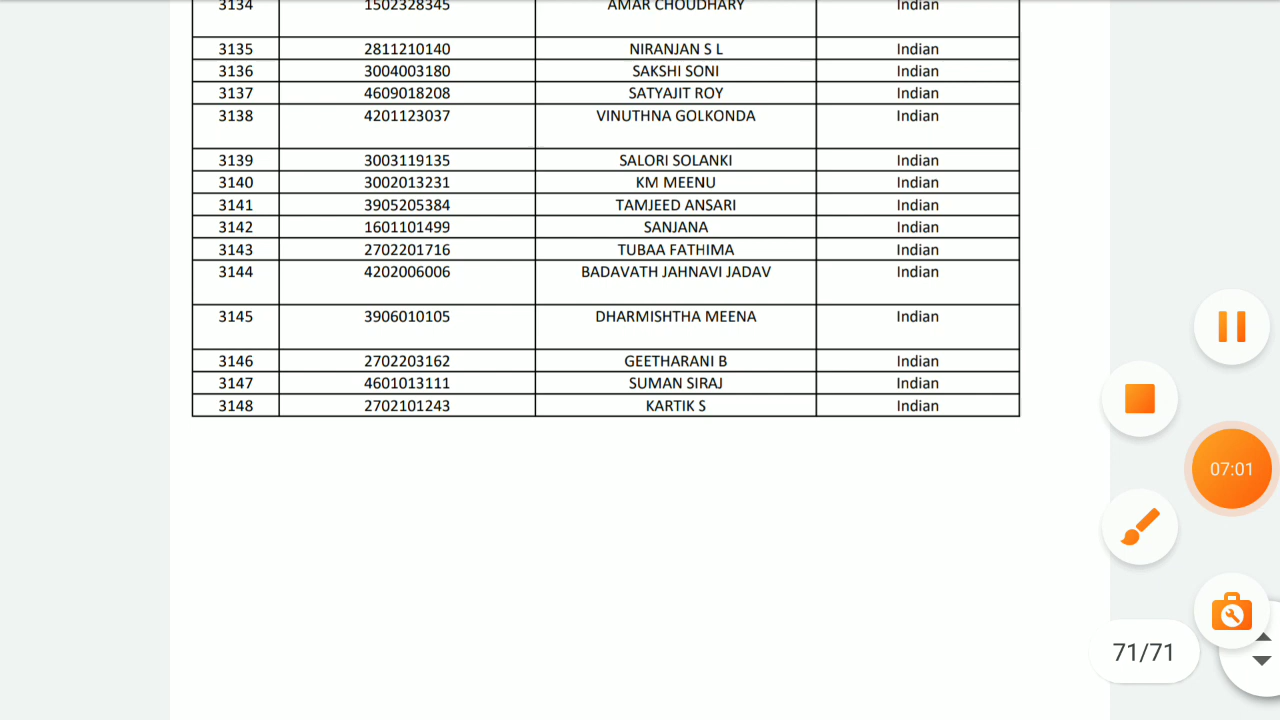 3134 1502328345 AMAR CHOUDHARY Indian
3135 2811210140 NIRANJAN S L Indian
3136 3004003180 SAKSHI SONI Indian
3137 4609018208 SATYAJIT ROY Indian
3138 4201123037 VINUTHNA GOLKONDA Indian
3139 3003119135 SALORI SOLANKI Indian
3140 3002013231 KM MEENU Indian
3141 3905205384 TAMJEED ANSARI Indian
3142 1601101499 SANJANA Indian
3143 2702201716 TUBAA FATHIMA Indian
3144 4202006006 BADAVATH JAHNAVI JADAV Indian
3145 3906010105 DHARMISHTHA MEENA Indian
3146 2702203162 GEETHARANI B Indian
3147 4601013111 SUMAN SIRAJ Indian
3148 2702101243 KARTIK S Indian
07:01
71/71